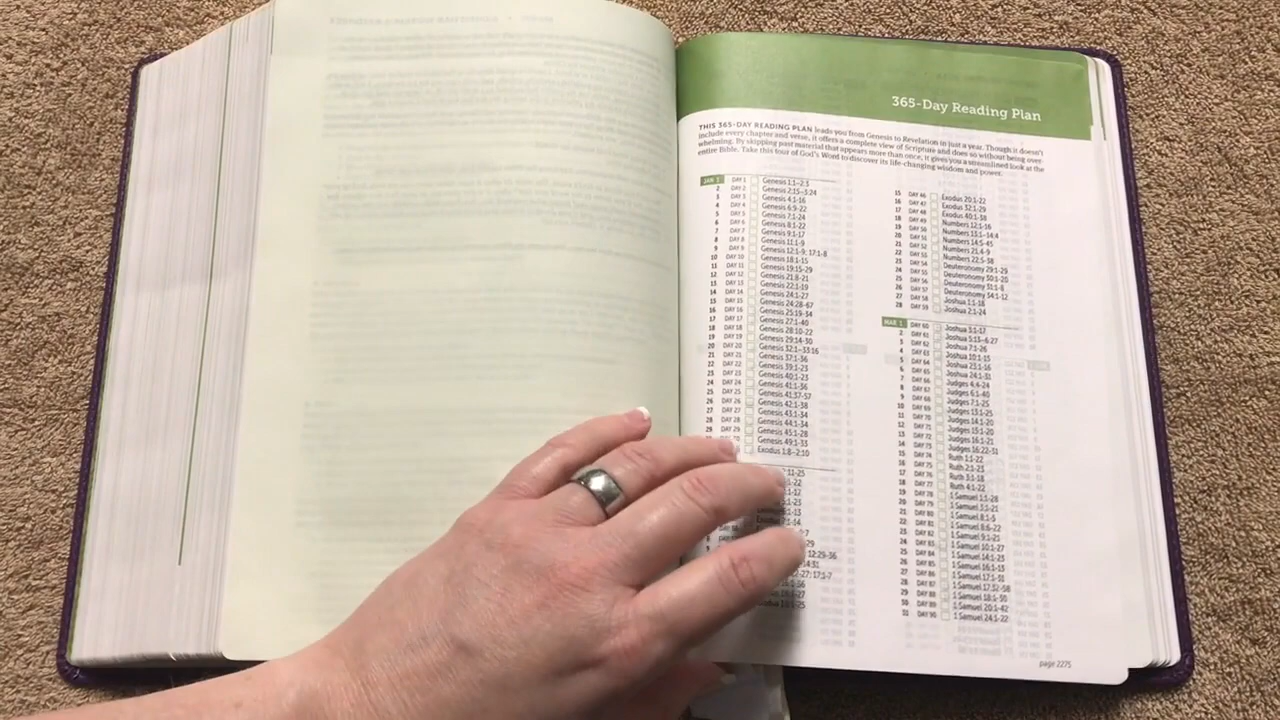 365-Day Reading Plan
THIS 365-DAY READING PLAN leads you from Genesis to Revelation in just a year. Though it doesn't
include every chapter and verse, it offers a complete view of Scripture and does so without being over
whelming. By skipping past material that appears more than once, it gives you a streamlined look at the
entire Bible. Take this tour of God's Word to discover its life-changing wisdom and power.
JAN 1 DAY 1 Genesis 1:1–2:3
2 DAY 2 Genesis 2:15–3:24
3 DAY 3 Genesis 4:1-16
4 DAY 4 Genesis 6:9-22
5 DAY 5 Genesis 7:1-24
6 DAY 6 Genesis 8:1-22
7 DAY 7 Genesis 9:1-17
8 DAY 8 Genesis 11:1-9
9 DAY 9 Genesis 12:1-9; 17:1-8
10 DAY 10 Genesis 18:1-15
11 DAY 11 Genesis 19:15-29
12 DAY 12 Genesis 21:8-21
13 DAY 13 Genesis 22:1-19
14 DAY 14 Genesis 24:1-27
15 DAY 15 Genesis 24:28-67
16 DAY 16 Genesis 25:19-34
17 DAY 17 Genesis 27:1-40
18 DAY 18 Genesis 28:10-22
19 DAY 19 Genesis 29:14-30
20 DAY 20 Genesis 32:1–33:16
21 DAY 21 Genesis 37:1-36
22 DAY 22 Genesis 39:1-23
23 DAY 23 Genesis 40:1-23
24 DAY 24 Genesis 41:1-36
25 DAY 25 Genesis 41:37-57
26 DAY 26 Genesis 42:1-38
27 DAY 27 Genesis 43:1-34
28 DAY 28 Genesis 44:1-34
29 DAY 29 Genesis 45:1-28
Genesis 49:1-33
Exodus 1:8–2:10
2:11-25
12:29-36
15 DAY 46 Exodus 20:1-22
16 DAY 47 Exodus 32:1-29
17 DAY 48 Exodus 40:1-38
18 DAY 49 Numbers 12:1-16
19 DAY 50 Numbers 13:1–14:4
20 DAY 51 Numbers 14:5-45
21 DAY 52 Numbers 21:4-9
22 DAY 53 Numbers 22:5-38
23 DAY 54 Deuteronomy 29:1-29
24 DAY 55 Deuteronomy 30:1-20
25 DAY 56 Deuteronomy 31:1-8
26 DAY 57 Deuteronomy 34:1-12
27 DAY 58 Joshua 1:1-18
28 DAY 59 Joshua 2:1-24
MAR 1 DAY 60 Joshua 3:1-17
2 DAY 61 Joshua 5:13–6:27
3 DAY 62 Joshua 7:1-26
4 DAY 63 Joshua 10:1-15
5 DAY 64 Joshua 23:1-16
6 DAY 65 Joshua 24:1-31
7 DAY 66 Judges 4:4-24
8 DAY 67 Judges 6:1-40
9 DAY 68 Judges 7:1-25
10 DAY 69 Judges 13:1-25
11 DAY 70 Judges 14:1-20
12 DAY 71 Judges 15:1-20
13 DAY 72 Judges 16:1-21
14 DAY 73 Judges 16:22-31
15 DAY 74 Ruth 1:1-22
16 DAY 75 Ruth 2:1-23
17 DAY 76 Ruth 3:1-18
18 DAY 77 Ruth 4:1-22
19 DAY 78 1 Samuel 1:1-28
20 DAY 79 1 Samuel 3:1-21
21 DAY 80 1 Samuel 8:1-5
22 DAY 81 1 Samuel 8:6-22
23 DAY 82 1 Samuel 9:1-25
24 DAY 83 1 Samuel 10:1-27
25 DAY 84 1 Samuel 14:1-23
26 DAY 85 1 Samuel 16:1-13
27 DAY 86 1 Samuel 17:1-31
28 DAY 87 1 Samuel 17:32-58
29 DAY 88 1 Samuel 18:1-30
30 DAY 89 1 Samuel 20:1-42
31 DAY 90 1 Samuel 24:1-22
page 2275